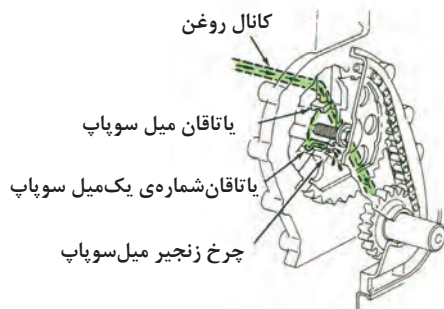 کانال روغن
یاتاقان میل سوپاپ
یاتاقان‌شماره‌ی یک‌میل سوپاپ
چرخ زنجیر میل‌سوپاپ